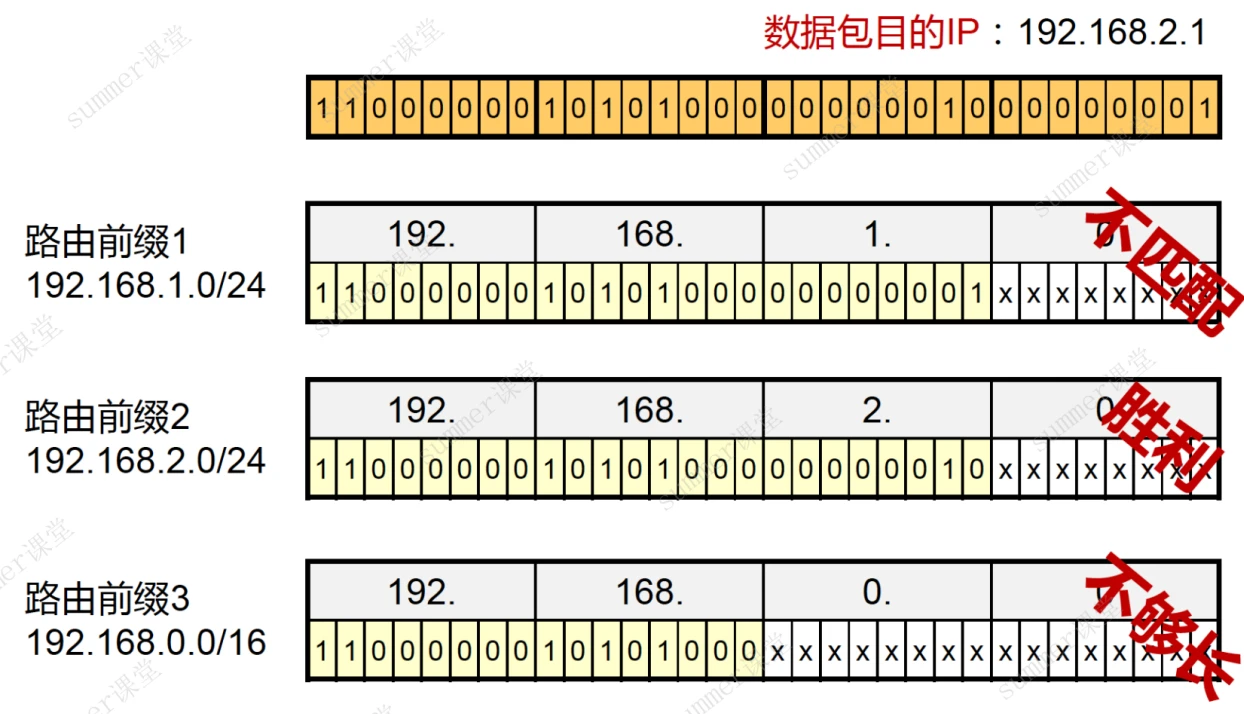 数据包目的IP：192.168.2.1
1 1 0 0 0 0 0 0 1 0 1 0 1 0 0 0 0 0 0 0 0 0 1 0 0 0 0 0 0 0 0 1
路由前缀1
192.168.1.0/24
192. 168. 1. 0
1 1 0 0 0 0 0 0 1 0 1 0 1 0 0 0 0 0 0 0 0 0 0 1 x x x x x x x x
不匹配
路由前缀2
192.168.2.0/24
192. 168. 2. 0
1 1 0 0 0 0 0 0 1 0 1 0 1 0 0 0 0 0 0 0 0 0 1 0 x x x x x x x x
胜利
路由前缀3
192.168.0.0/16
192. 168. 0. 0
1 1 0 0 0 0 0 0 1 0 1 0 1 0 0 0 x x x x x x x x x x x x x x x x
不够长
summer课堂